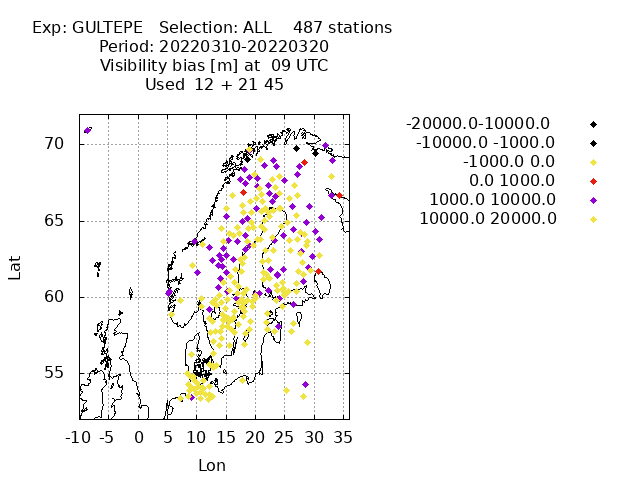 Exp: GULTEPE   Selection: ALL    487 stations
Period: 20220310-20220320
Visibility bias [m] at  09 UTC
Used  12 + 21 45
-20000.0-10000.0
-10000.0 -1000.0
-1000.0 0.0
0.0 1000.0
1000.0 10000.0
10000.0 20000.0
70
65
60
55
Lat
-10 -5 0 5 10 15 20 25 30 35
Lon